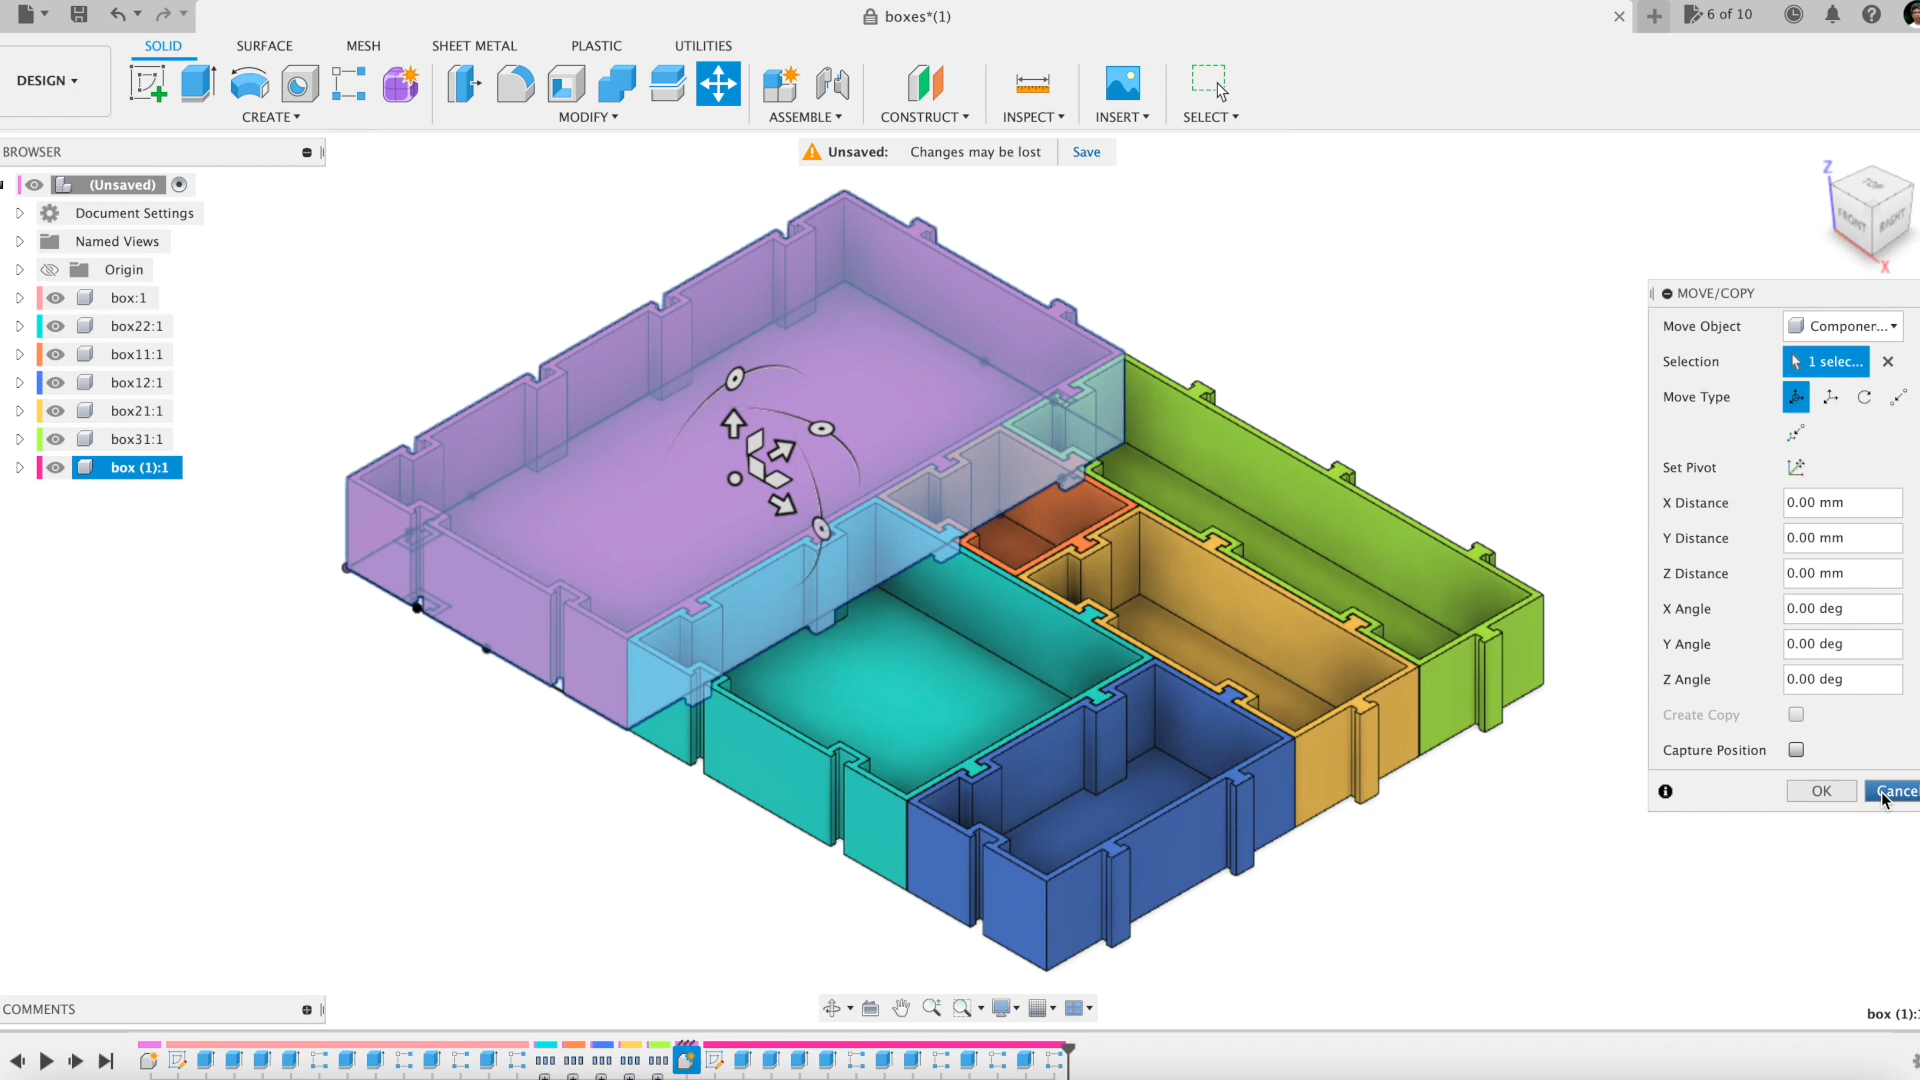 boxes*(1)
6 of 10
DESIGN
SOLID
SURFACE
MESH
SHEET METAL
PLASTIC
UTILITIES
CREATE
MODIFY
ASSEMBLE
CONSTRUCT
INSPECT
INSERT
SELECT
BROWSER
Unsaved: Changes may be lost
Save
(Unsaved)
Document Settings
Named Views
Origin
box:1
box22:1
box11:1
box12:1
box21:1
box31:1
box (1):1
Z
TOP
FRONT
RIGHT
X
MOVE/COPY
Move Object
Componer...
Selection
1 selec...
Move Type
Set Pivot
X Distance
0.00 mm
Y Distance
0.00 mm
Z Distance
0.00 mm
X Angle
0.00 deg
Y Angle
0.00 deg
Z Angle
0.00 deg
Create Copy
Capture Position
OK
Cancel
COMMENTS
box (1):